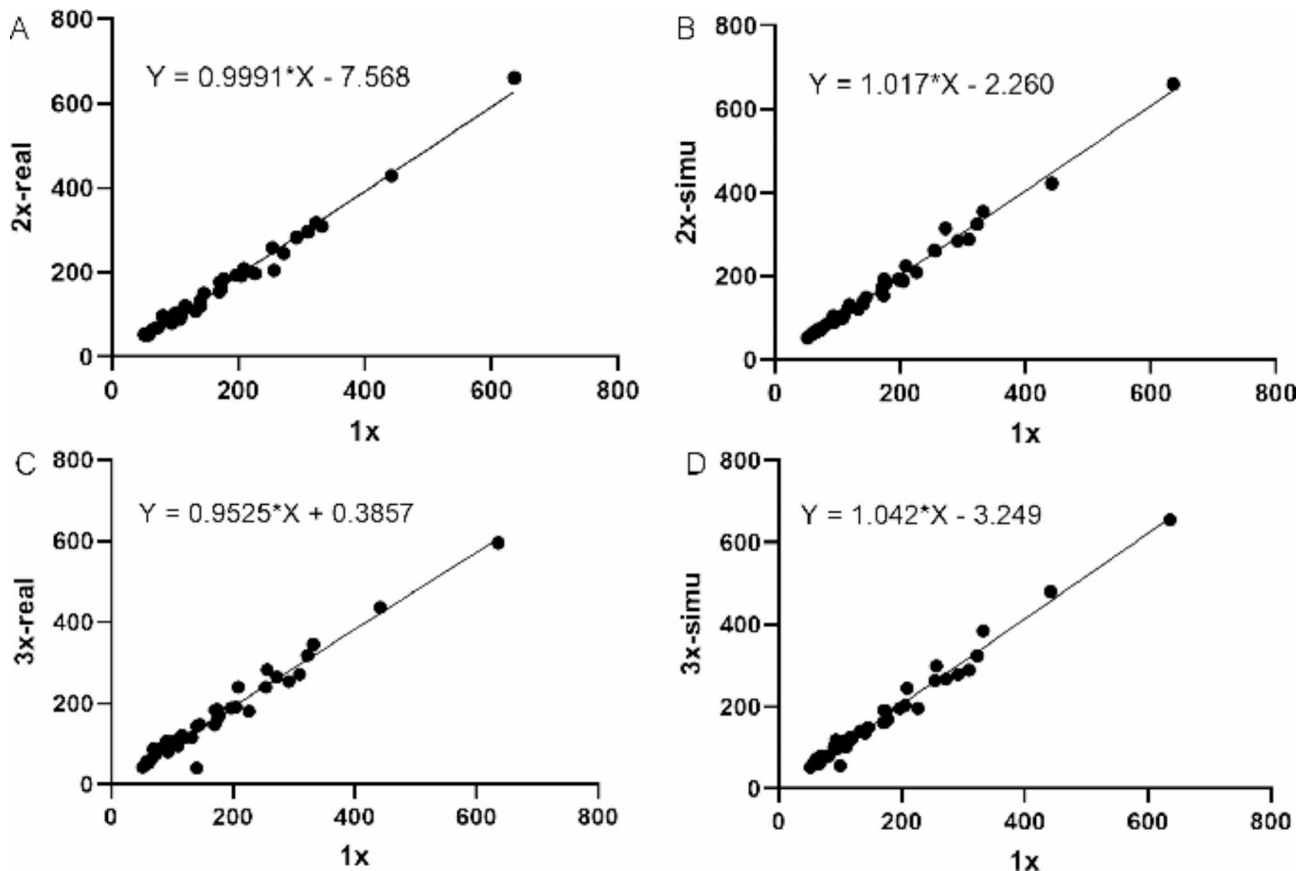 A
Y = 0.9991*X - 7.568
2x-real
800
600
400
200
0
0 200 400 600 800
1x
B
Y = 1.017*X - 2.260
2x-simu
800
600
400
200
0
0 200 400 600 800
1x
C
Y = 0.9525*X + 0.3857
3x-real
800
600
400
200
0
0 200 400 600 800
1x
D
Y = 1.042*X - 3.249
3x-simu
800
600
400
200
0
0 200 400 600 800
1x